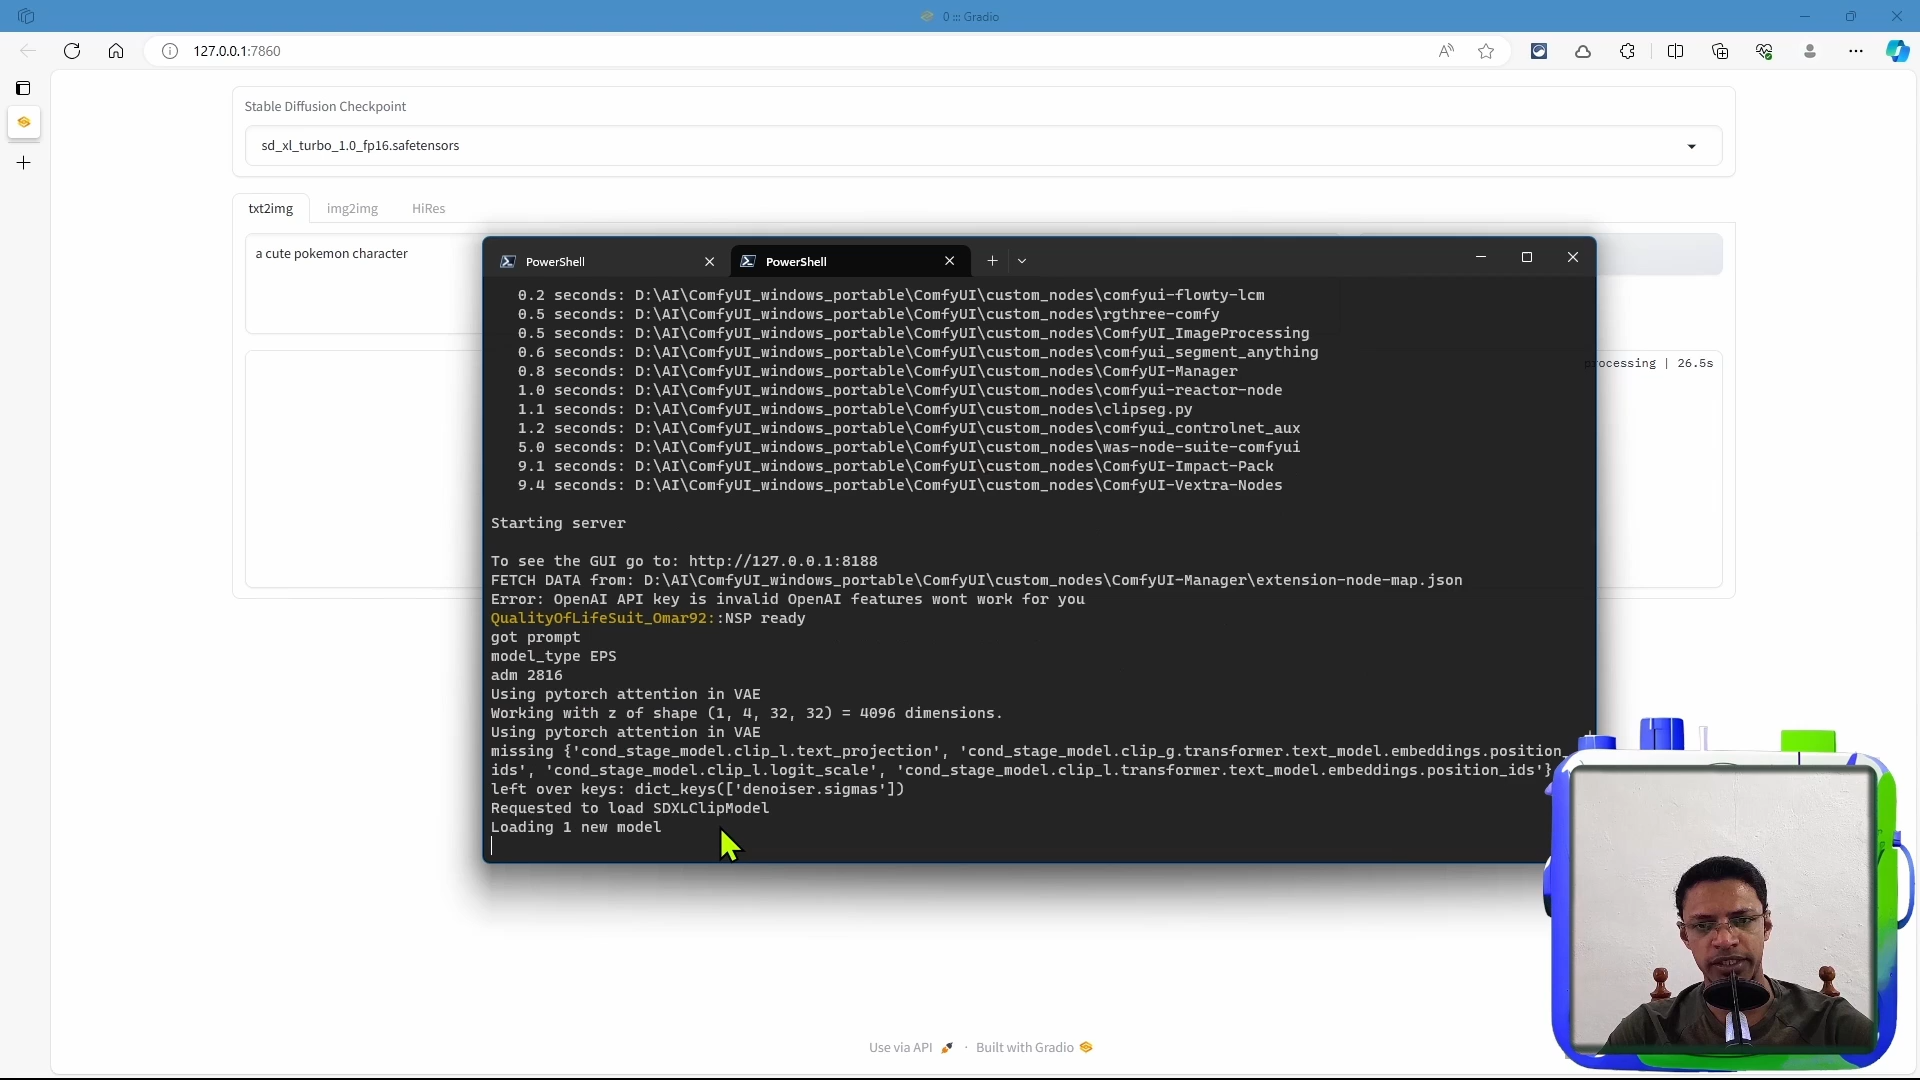 0 ::: Gradio
127.0.0.1:7860
Stable Diffusion Checkpoint
sd_xl_turbo_1.0_fp16.safetensors
txt2img
img2img
HiRes
a cute pokemon character
PowerShell
PowerShell
processing | 26.5s
0.2 seconds: D:\AI\ComfyUI_windows_portable\ComfyUI\custom_nodes\comfyui-flowty-lcm
0.5 seconds: D:\AI\ComfyUI_windows_portable\ComfyUI\custom_nodes\rgthree-comfy
0.5 seconds: D:\AI\ComfyUI_windows_portable\ComfyUI\custom_nodes\ComfyUI_ImageProcessing
0.6 seconds: D:\AI\ComfyUI_windows_portable\ComfyUI\custom_nodes\comfyui_segment_anything
0.8 seconds: D:\AI\ComfyUI_windows_portable\ComfyUI\custom_nodes\ComfyUI-Manager
1.0 seconds: D:\AI\ComfyUI_windows_portable\ComfyUI\custom_nodes\comfyui-reactor-node
1.1 seconds: D:\AI\ComfyUI_windows_portable\ComfyUI\custom_nodes\clipseg.py
1.2 seconds: D:\AI\ComfyUI_windows_portable\ComfyUI\custom_nodes\comfyui_controlnet_aux
5.0 seconds: D:\AI\ComfyUI_windows_portable\ComfyUI\custom_nodes\was-node-suite-comfyui
9.1 seconds: D:\AI\ComfyUI_windows_portable\ComfyUI\custom_nodes\ComfyUI-Impact-Pack
9.4 seconds: D:\AI\ComfyUI_windows_portable\ComfyUI\custom_nodes\ComfyUI-Vextra-Nodes
Starting server
To see the GUI go to: http://127.0.0.1:8188
FETCH DATA from: D:\AI\ComfyUI_windows_portable\ComfyUI\custom_nodes\ComfyUI-Manager\extension-node-map.json
Error: OpenAI API key is invalid OpenAI features wont work for you
QualityOfLifeSuit_Omar92::NSP ready
got prompt
model_type EPS
adm 2816
Using pytorch attention in VAE
Working with z of shape (1, 4, 32, 32) = 4096 dimensions.
Using pytorch attention in VAE
missing {'cond_stage_model.clip_l.text_projection', 'cond_stage_model.clip_g.transformer.text_model.embeddings.position_
ids', 'cond_stage_model.clip_l.logit_scale', 'cond_stage_model.clip_l.transformer.text_model.embeddings.position_ids'}
left over keys: dict_keys(['denoiser.sigmas'])
Requested to load SDXLClipModel
Loading 1 new model
Use via API · Built with Gradio